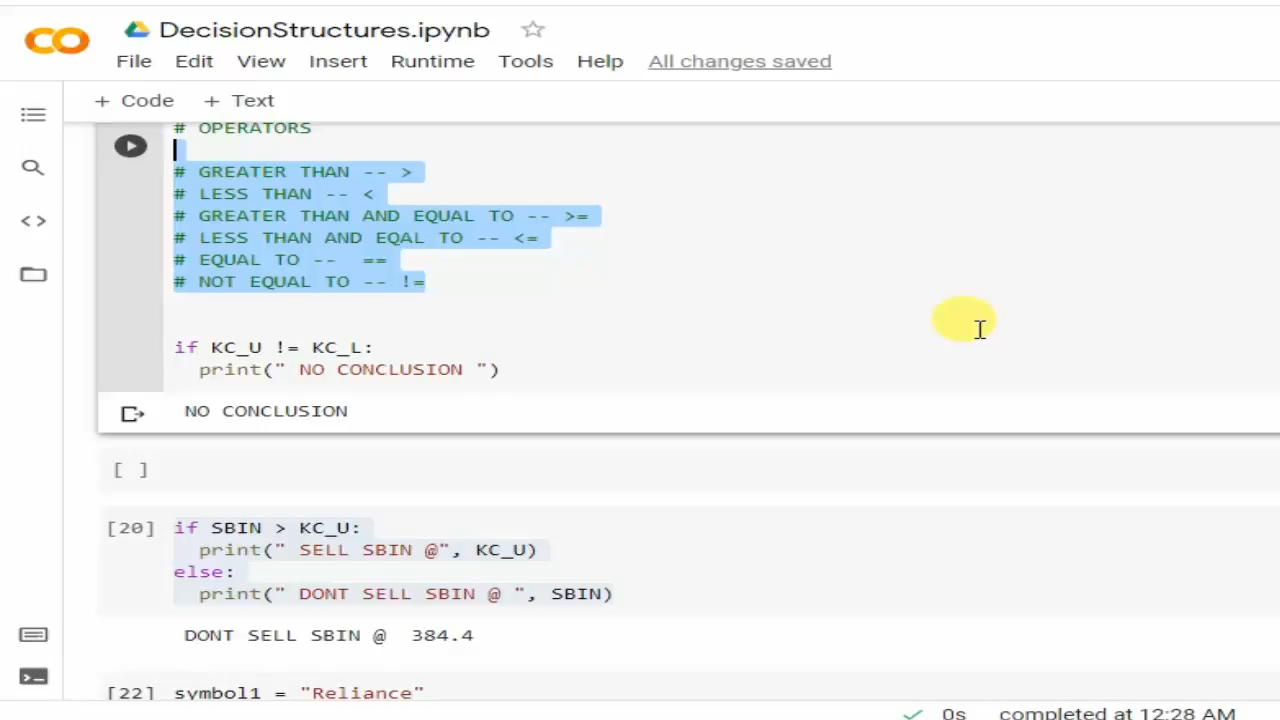 DecisionStructures.ipynb
File Edit View Insert Runtime Tools Help All changes saved
+ Code + Text
# OPERATORS
# GREATER THAN -- >
# LESS THAN -- <
# GREATER THAN AND EQUAL TO -- >=
# LESS THAN AND EQAL TO -- <=
# EQUAL TO --  ==
# NOT EQUAL TO -- !=
if KC_U != KC_L:
  print(" NO CONCLUSION ")
NO CONCLUSION
[ ]
[20] if SBIN > KC_U:
  print(" SELL SBIN @", KC_U)
else:
  print(" DONT SELL SBIN @ ", SBIN)
DONT SELL SBIN @  384.4
[22] symbol1 = "Reliance"
0s completed at 12:28 AM